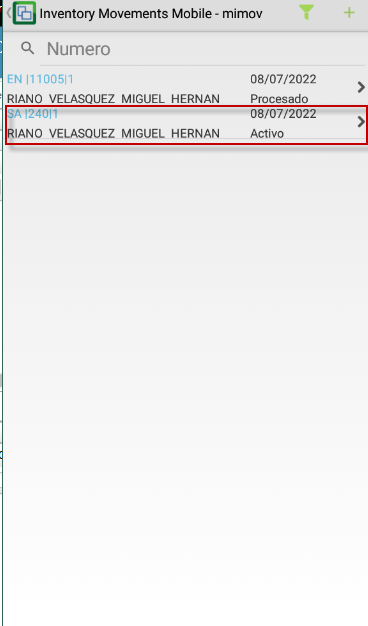 Inventory Movements Mobile - mimov
Numero
EN |11005|1 08/07/2022
RIANO VELASQUEZ MIGUEL HERNAN Procesado
SA |240|1 08/07/2022
RIANO VELASQUEZ MIGUEL HERNAN Activo